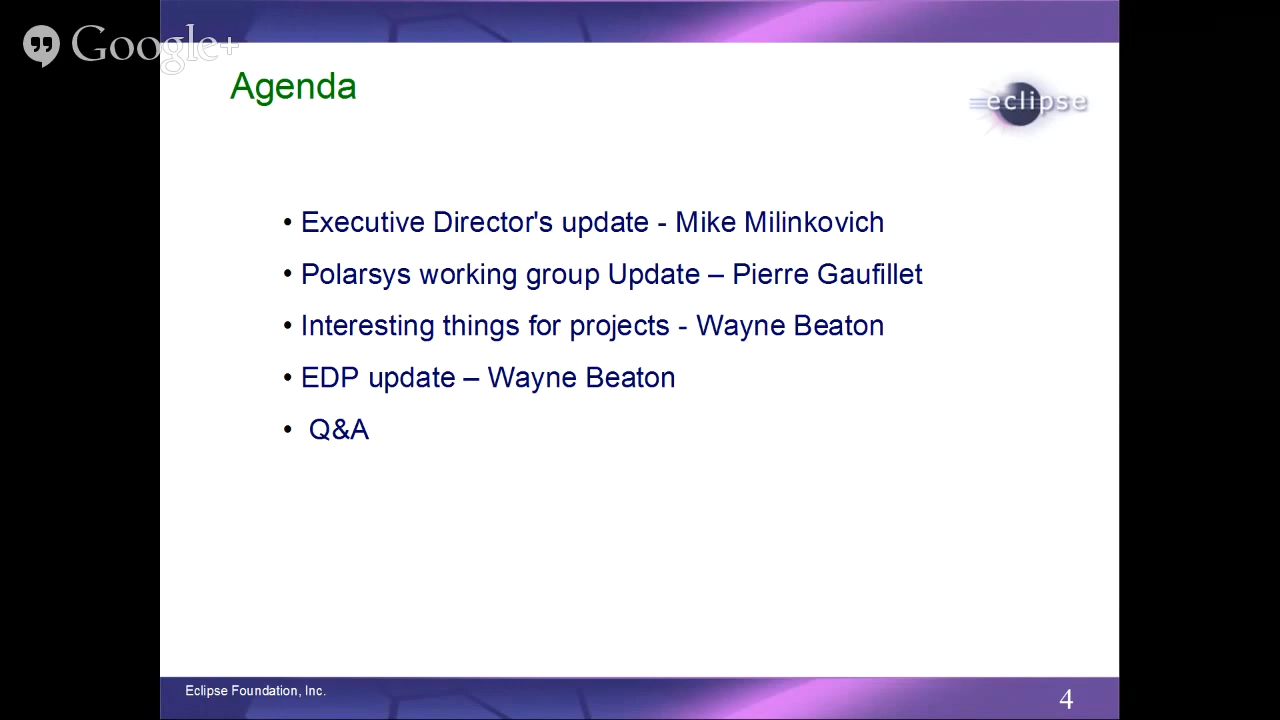 Google+
Agenda
eclipse
• Executive Director's update - Mike Milinkovich
• Polarsys working group Update – Pierre Gaufillet
• Interesting things for projects - Wayne Beaton
• EDP update – Wayne Beaton
• Q&A
Eclipse Foundation, Inc.
4